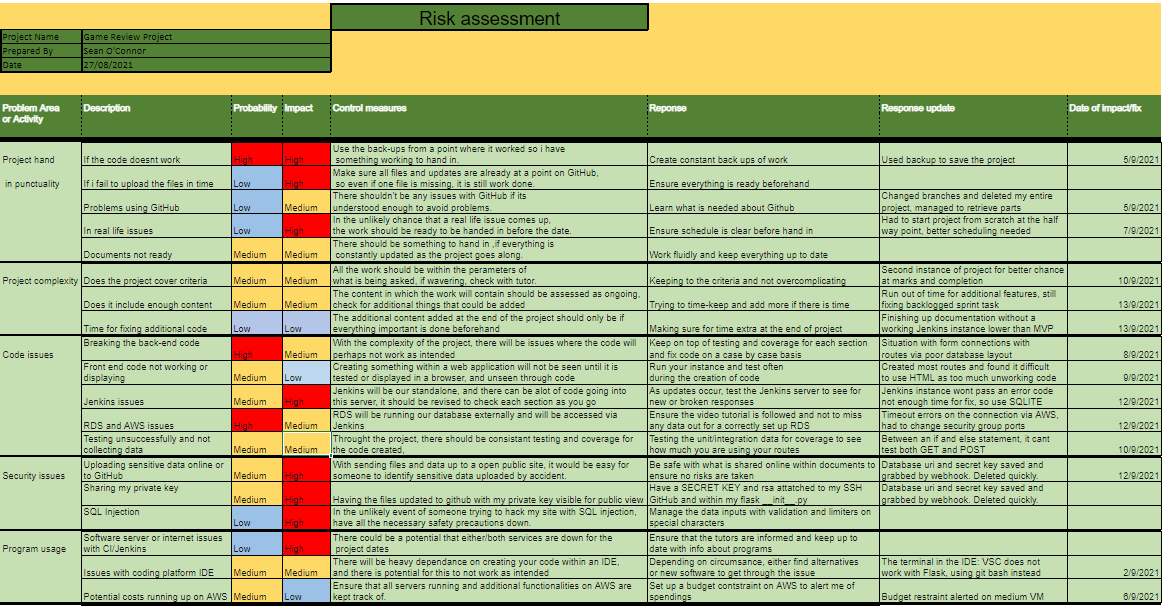 Risk assessment
Project Name Game Review Project
Prepared By Sean O'Connor
Date 27/08/2021
Problem Area or Activity Description Probability Impact Control measures Reponse Response update Date of impact/fix
Project hand in punctuality
If the code doesnt work High High Use the back-ups from a point where it worked so i have something working to hand in. Create constant back ups of work Used backup to save the project 5/9/2021
If i fail to upload the files in time Low High Make sure all files and updates are already at a point on GitHub, so even if one file is missing, it is still work done. Ensure everything is ready beforehand
Problems using GitHub Low Medium There shouldn't be any issues with GitHub if its understood enough to avoid problems. Learn what is needed about Github Changed branches and deleted my entire project, managed to retrieve parts 5/9/2021
In real life issues Low High In the unlikely chance that a real life issue comes up, the work should be ready to be handed in before the date. Ensure schedule is clear before hand in Had to start project from scratch at the half way point, better scheduling needed 7/9/2021
Documents not ready Medium Medium There should be something to hand in ,if everything is constantly updated as the project goes along. Work fluidly and keep everything up to date
Project complexity Does the project cover criteria Medium Medium All the work should be within the perameters of what is being asked, if wavering, check with tutor. Keeping to the criteria and not overcomplicating Second instance of project for better chance at marks and completion 10/9/2021
Does it include enough content Medium Medium The content in which the work will contain should be assessed as ongoing, check for additional things that could be added Trying to time-keep and add more if there is time Run out of time for additional features, still fixing backlogged sprint task 13/9/2021
Time for fixing additional code Low Low The additional content added at the end of the project should only be if everything important is done beforehand Making sure for time extra at the end of project Finishing up documentation without a working Jenkins instance lower than MVP 13/9/2021
Code issues Breaking the back-end code High Medium With the complexity of the project, there will be issues where the code will perhaps not work as intended Keep on top of testing and coverage for each section and fix code on a case by case basis Situation with form connections with routes via poor database layout 8/9/2021
Front end code not working or displaying Medium Low Creating something within a web application will not be seen until it is tested or displayed in a browser, and unseen through code Run your instance and test often during the creation of code Created most routes and found it difficult to use HTML as too much unworking code 9/9/2021
Jenkins issues Medium High Jenkins will be our standalone, and there can be alot of code going into this server, it should be revised to check each section as you go As updates occur, test the Jenkins server to see for new or broken responses Jenkins instance wont pass an error code not enough time for fix, so use SQLITE 12/9/2021
RDS and AWS issues High Medium RDS will be running our database externally and will be accessed via Jenkins Ensure the video tutorial is followed and not to miss any data out for a correctly set up RDS Timeout errors on the connection via AWS, had to change security group ports 12/9/2021
Testing unsuccessfully and not collecting data Medium Medium Throught the project, there should be consistant testing and coverage for the code created, Testing the unit/integration data for coverage to see how much you are using your routes Between an if and else statement, it cant test both GET and POST 10/9/2021
Security issues Uploading sensitive data online or to GitHub Medium High With sending files and data up to a open public site, it would be easy for someone to identify sensitive data uploaded by accident. Be safe with what is shared online within documents to ensure no risks are taken Database uri and secret key saved and grabbed by webhook. Deleted quickly. 12/9/2021
Sharing my private key Medium High Having the files updated to github with my private key visible for public view Have a SECRET KEY and rsa attatched to my SSH GitHub and within my flask __init__.py Database uri and secret key saved and grabbed by webhook. Deleted quickly.
SQL Injection Low High In the unlikely event of someone trying to hack my site with SQL injection, have all the necessary safety precautions down. Manage the data inputs with validation and limiters on special characters
Program usage Software server or internet issues with CI/Jenkins Low High There could be a potential that either/both services are down for the project dates Ensure that the tutors are informed and keep up to date with info about programs
Issues with coding platform IDE Medium Medium There will be heavy dependance on creating your code within an IDE, and there is potential for this to not work as intended Depending on circumsance, either find alternatives or new software to get through the issue The terminal in the IDE: VSC does not work with Flask, using git bash instead 2/9/2021
Potential costs running up on AWS Medium Low Ensure that all servers running and additional functionalities on AWS are kept track of. Set up a budget contstraint on AWS to alert me of spendings Budget restraint alerted on medium VM 6/9/2021